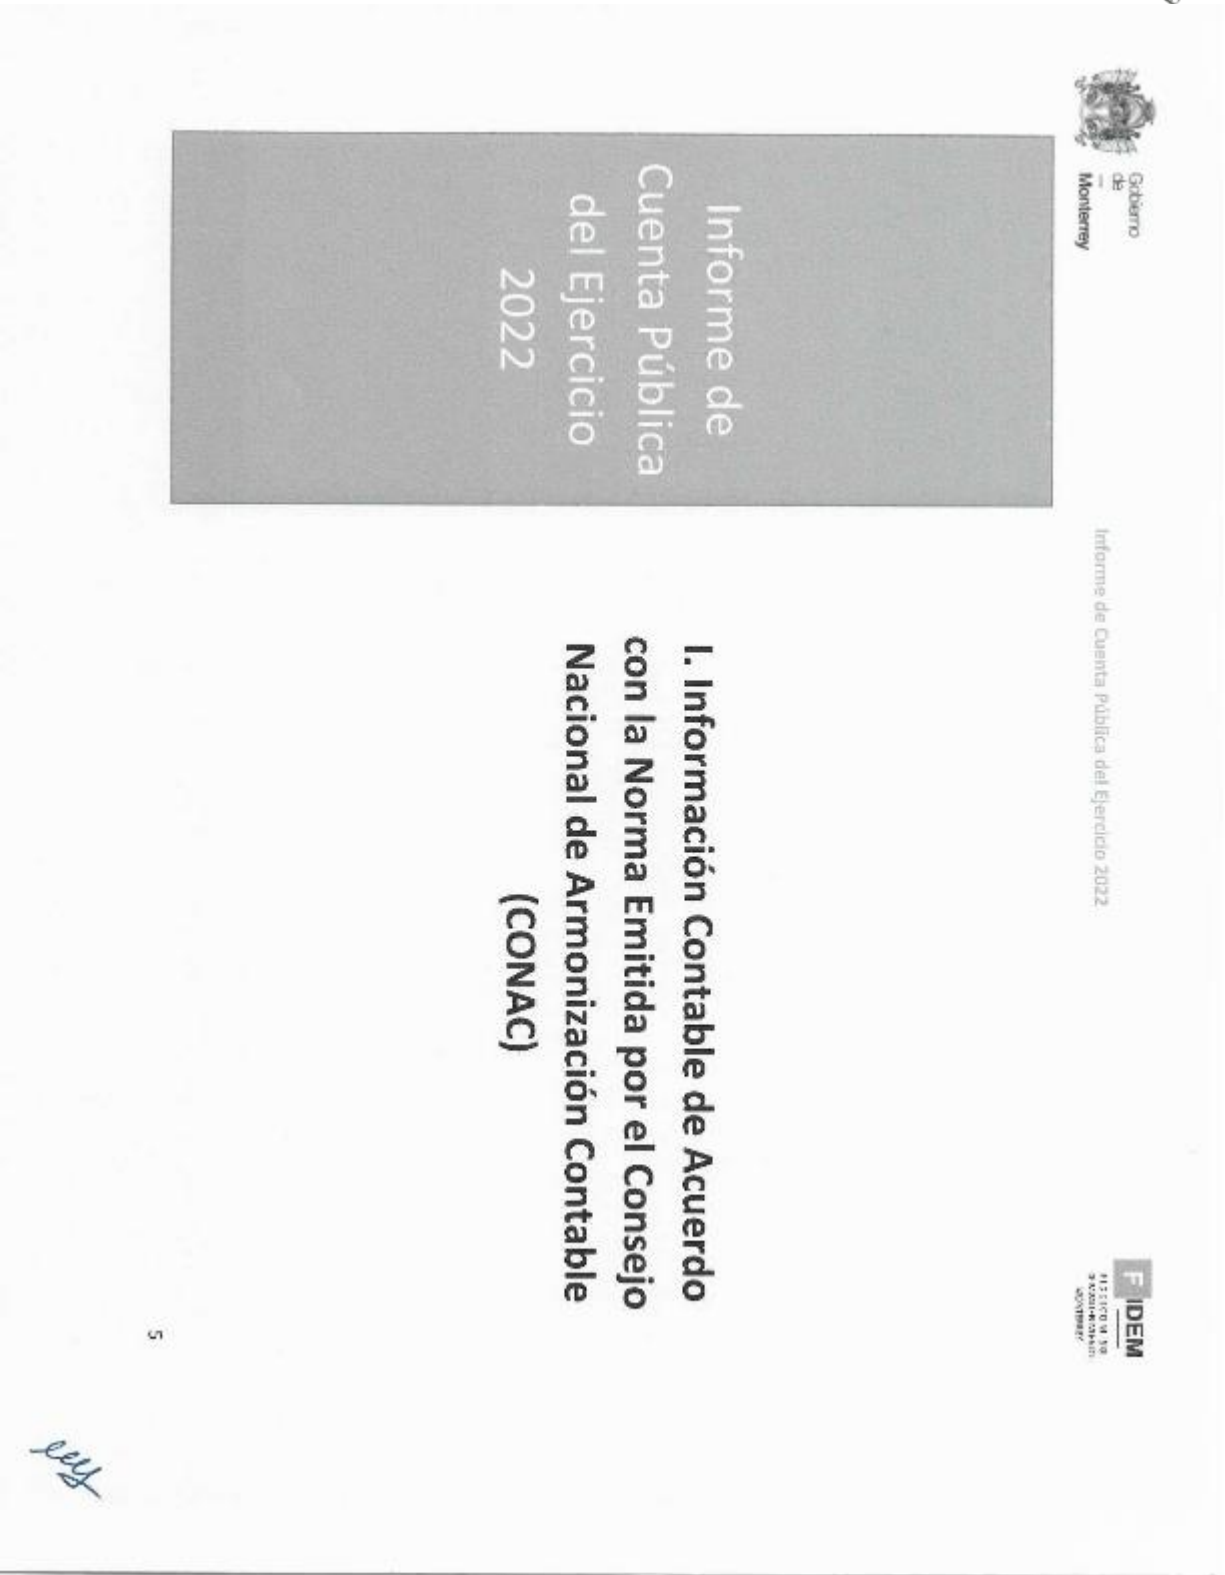 Gobierno
de
Monterrey
Informe de Cuenta Pública del Ejercicio 2022
FIDEM
MONTERREY
Informe de
Cuenta Pública
del Ejercicio
2022
I. Información Contable de Acuerdo
con la Norma Emitida por el Consejo
Nacional de Armonización Contable
(CONAC)
5